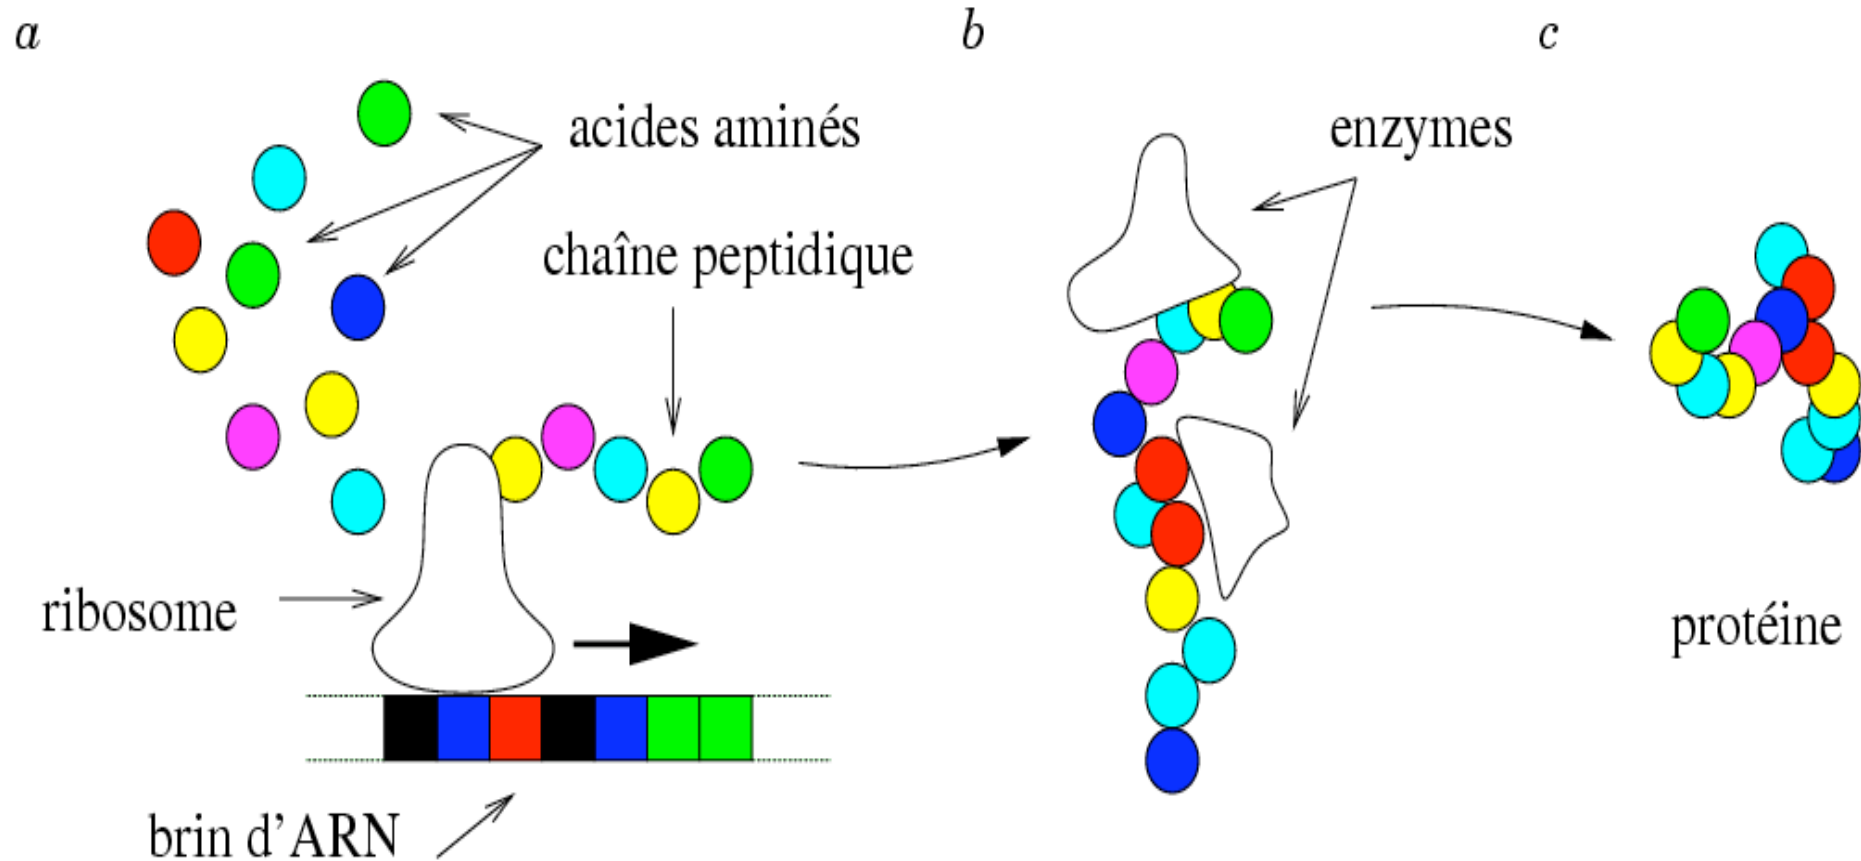 a
b
c
acides aminés
enzymes
chaîne peptidique
ribosome
protéine
brin d'ARN